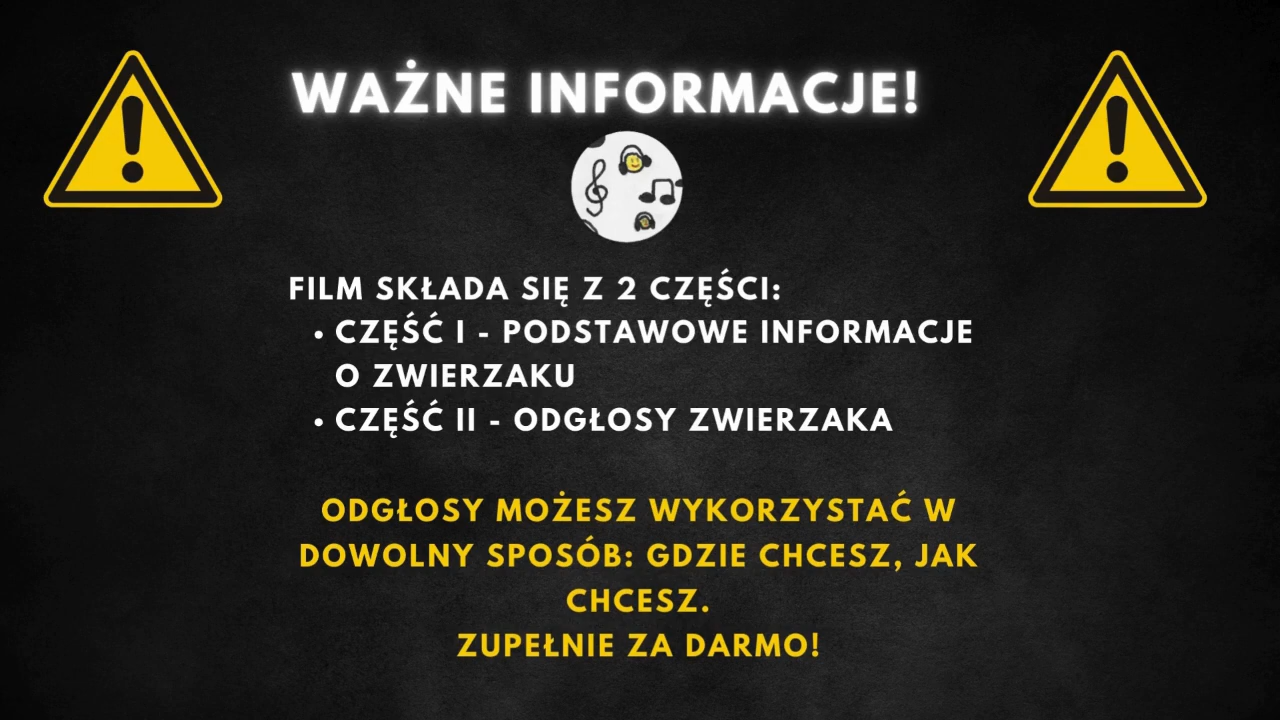 WAŻNE INFORMACJE!
FILM SKŁADA SIĘ Z 2 CZĘŚCI:
• CZĘŚĆ I - PODSTAWOWE INFORMACJE
O ZWIERZAKU
• CZĘŚĆ II - ODGŁOSY ZWIERZAKA
ODGŁOSY MOŻESZ WYKORZYSTAĆ W
DOWOLNY SPOSÓB: GDZIE CHCESZ, JAK
CHCESZ.
ZUPEŁNIE ZA DARMO!